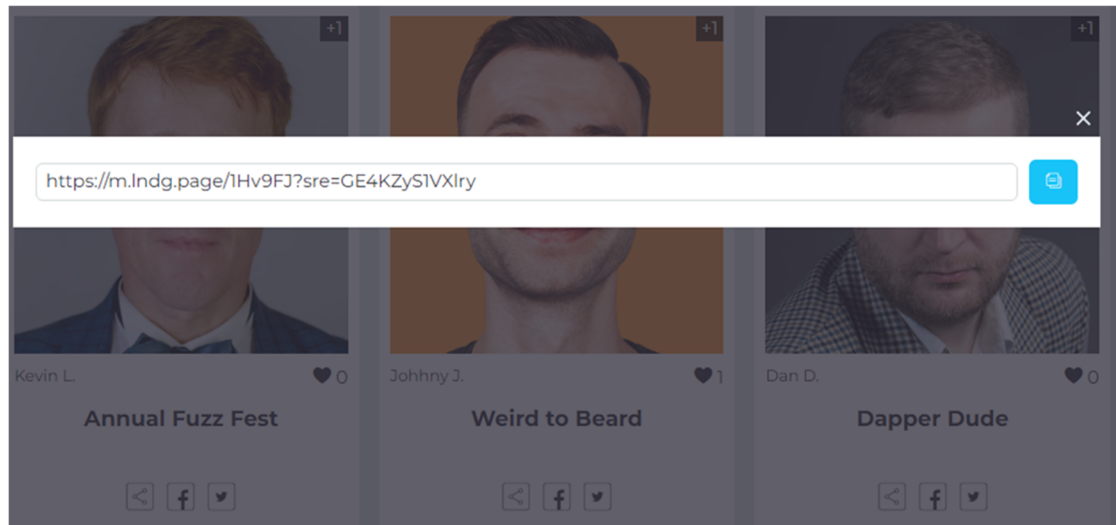 +1
+1
+1
https://m.lndg.page/1Hv9FJ?sre=GE4KZyS1VXlry
Kevin L.
0
Johhny J.
1
Dan D.
0
Annual Fuzz Fest
Weird to Beard
Dapper Dude